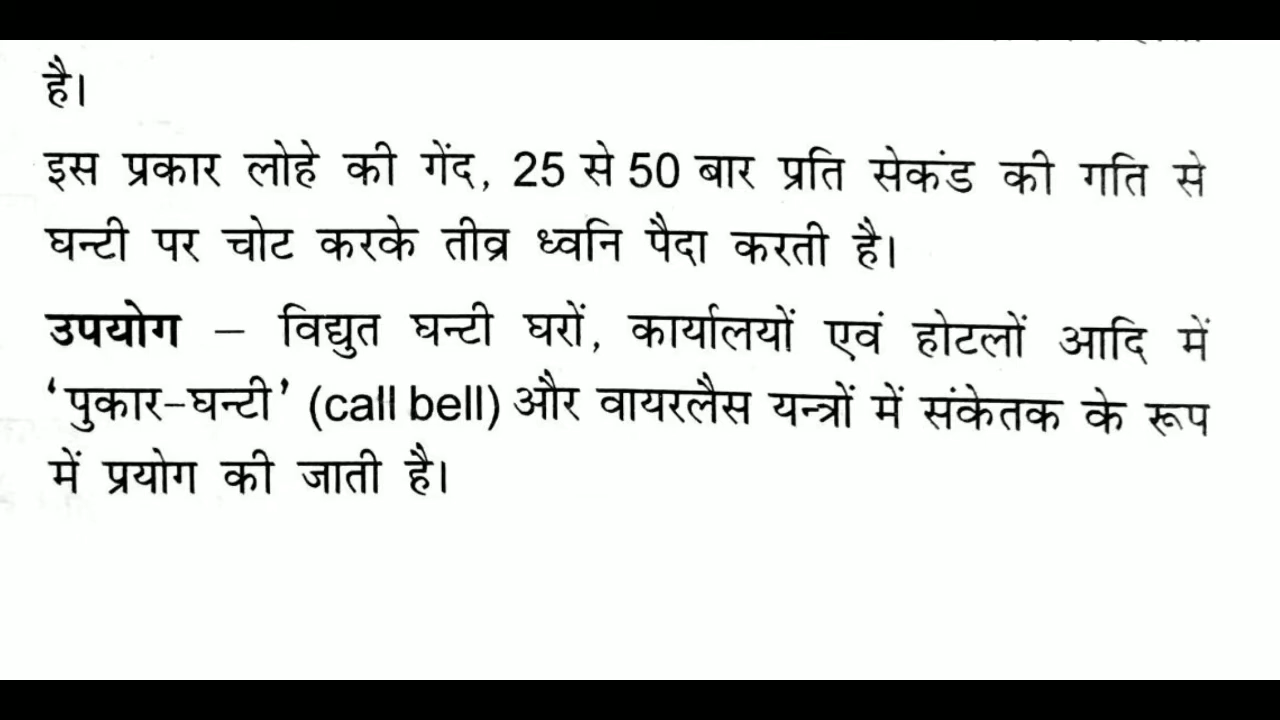 है।
इस प्रकार लोहे की गेंद, 25 से 50 बार प्रति सेकंड की गति से
घन्टी पर चोट करके तीव्र ध्वनि पैदा करती है।
उपयोग – विद्युत घन्टी घरों, कार्यालयों एवं होटलों आदि में
‘पुकार-घन्टी’ (call bell) और वायरलैस यन्त्रों में संकेतक के रूप
में प्रयोग की जाती है।